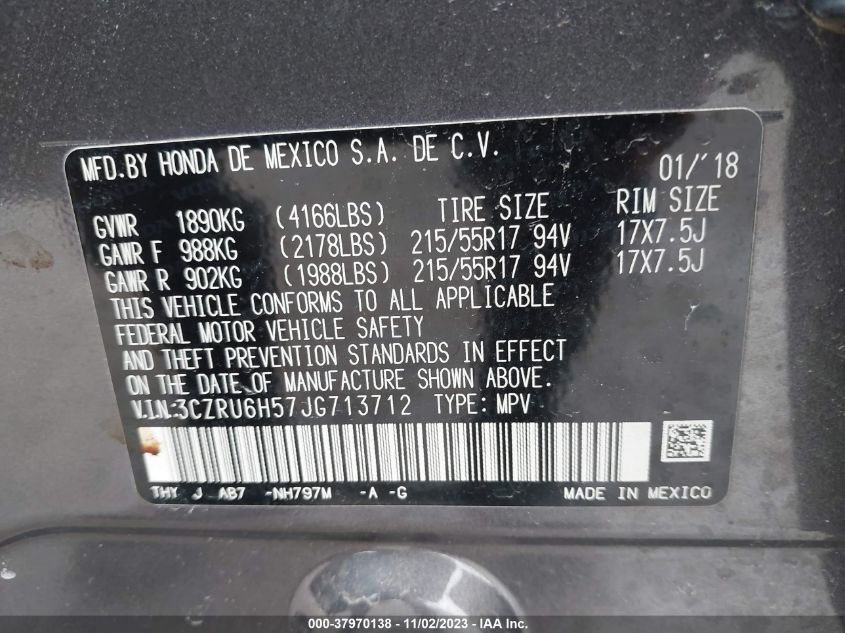 MFD.BY HONDA DE MEXICO S.A. DE C.V. 01/'18
GVWR 1890KG (4166LBS) TIRE SIZE RIM SIZE
GAWR F 988KG (2178LBS) 215/55R17 94V 17X7.5J
GAWR R 902KG (1988LBS) 215/55R17 94V 17X7.5J
THIS VEHICLE CONFORMS TO ALL APPLICABLE
FEDERAL MOTOR VEHICLE SAFETY
AND THEFT PREVENTION STANDARDS IN EFFECT
ON THE DATE OF MANUFACTURE SHOWN ABOVE.
V.I.N:3CZRU6H57JG713712 TYPE: MPV
THY J AB7 -NH797M -A -G MADE IN MEXICO
000-37970138 - 11/02/2023 - IAA Inc.